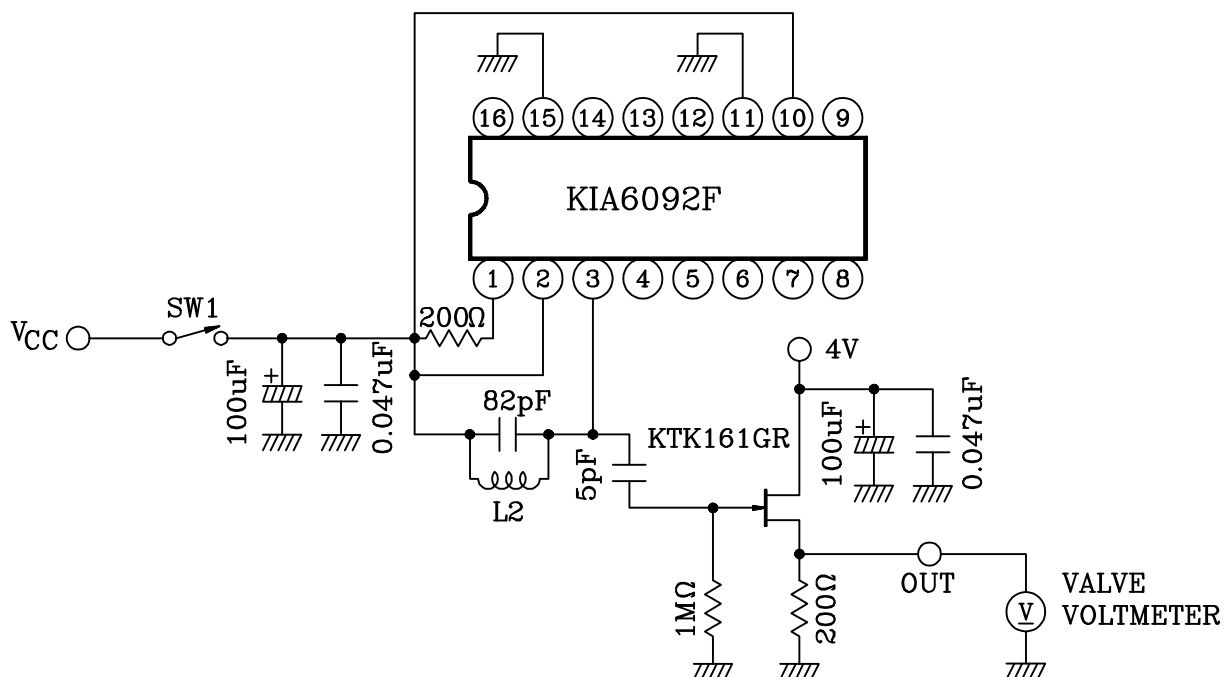 16 15 14 13 12 11 10 9
KIA6092F
1 2 3 4 5 6 7 8
SW1
VCC
200Ω
+
100uF
0.047uF
82pF
L2
5pF
KTK161GR
4V
+
100uF
0.047uF
1MΩ
200Ω
OUT
V
VALVE
VOLTMETER